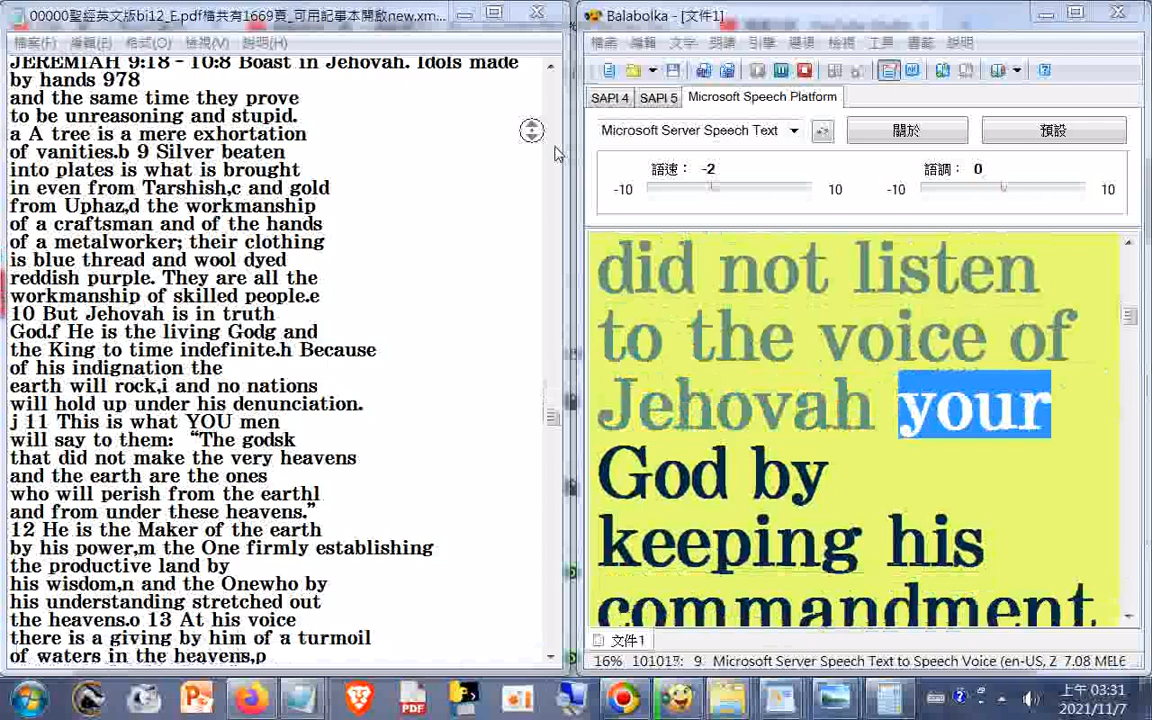 00000聖經英文版bi12_E.pdf檔共有1669頁_可用記事本開啟new.xm...
檔案(F) 編輯(E) 格式(O) 檢視(V) 說明(H)
JEREMIAH 9:18 - 10:8 Boast in Jehovah. Idols made
by hands 978
and the same time they prove
to be unreasoning and stupid.
a A tree is a mere exhortation
of vanities.b 9 Silver beaten
into plates is what is brought
in even from Tarshish,c and gold
from Uphaz,d the workmanship
of a craftsman and of the hands
of a metalworker; their clothing
is blue thread and wool dyed
reddish purple. They are all the
workmanship of skilled people.e
10 But Jehovah is in truth
God.f He is the living Godg and
the King to time indefinite.h Because
of his indignation the
earth will rock,i and no nations
will hold up under his denunciation.
j 11 This is what YOU men
will say to them: “The godsk
that did not make the very heavens
and the earth are the ones
who will perish from the earthl
and from under these heavens.”
12 He is the Maker of the earth
by his power,m the One firmly establishing
the productive land by
his wisdom,n and the Onewho by
his understanding stretched out
the heavens.o 13 At his voice
there is a giving by him of a turmoil
of waters in the heavens,p
Balabolka - [文件1]
檔案 編輯 文字 朗讀 引擎 選項 檢視 工具 書籤 說明
SAPI 4 SAPI 5 Microsoft Speech Platform
Microsoft Server Speech Text 關於 預設
語速： -2 語調： 0
-10 10 -10 10
did not listen
to the voice of
Jehovah your
God by
keeping his
commandment
文件1
16% 9 Microsoft Server Speech Text to Speech Voice (en-US, Z 7.08 MEL6
PDF
上午 03:31
2021/11/7